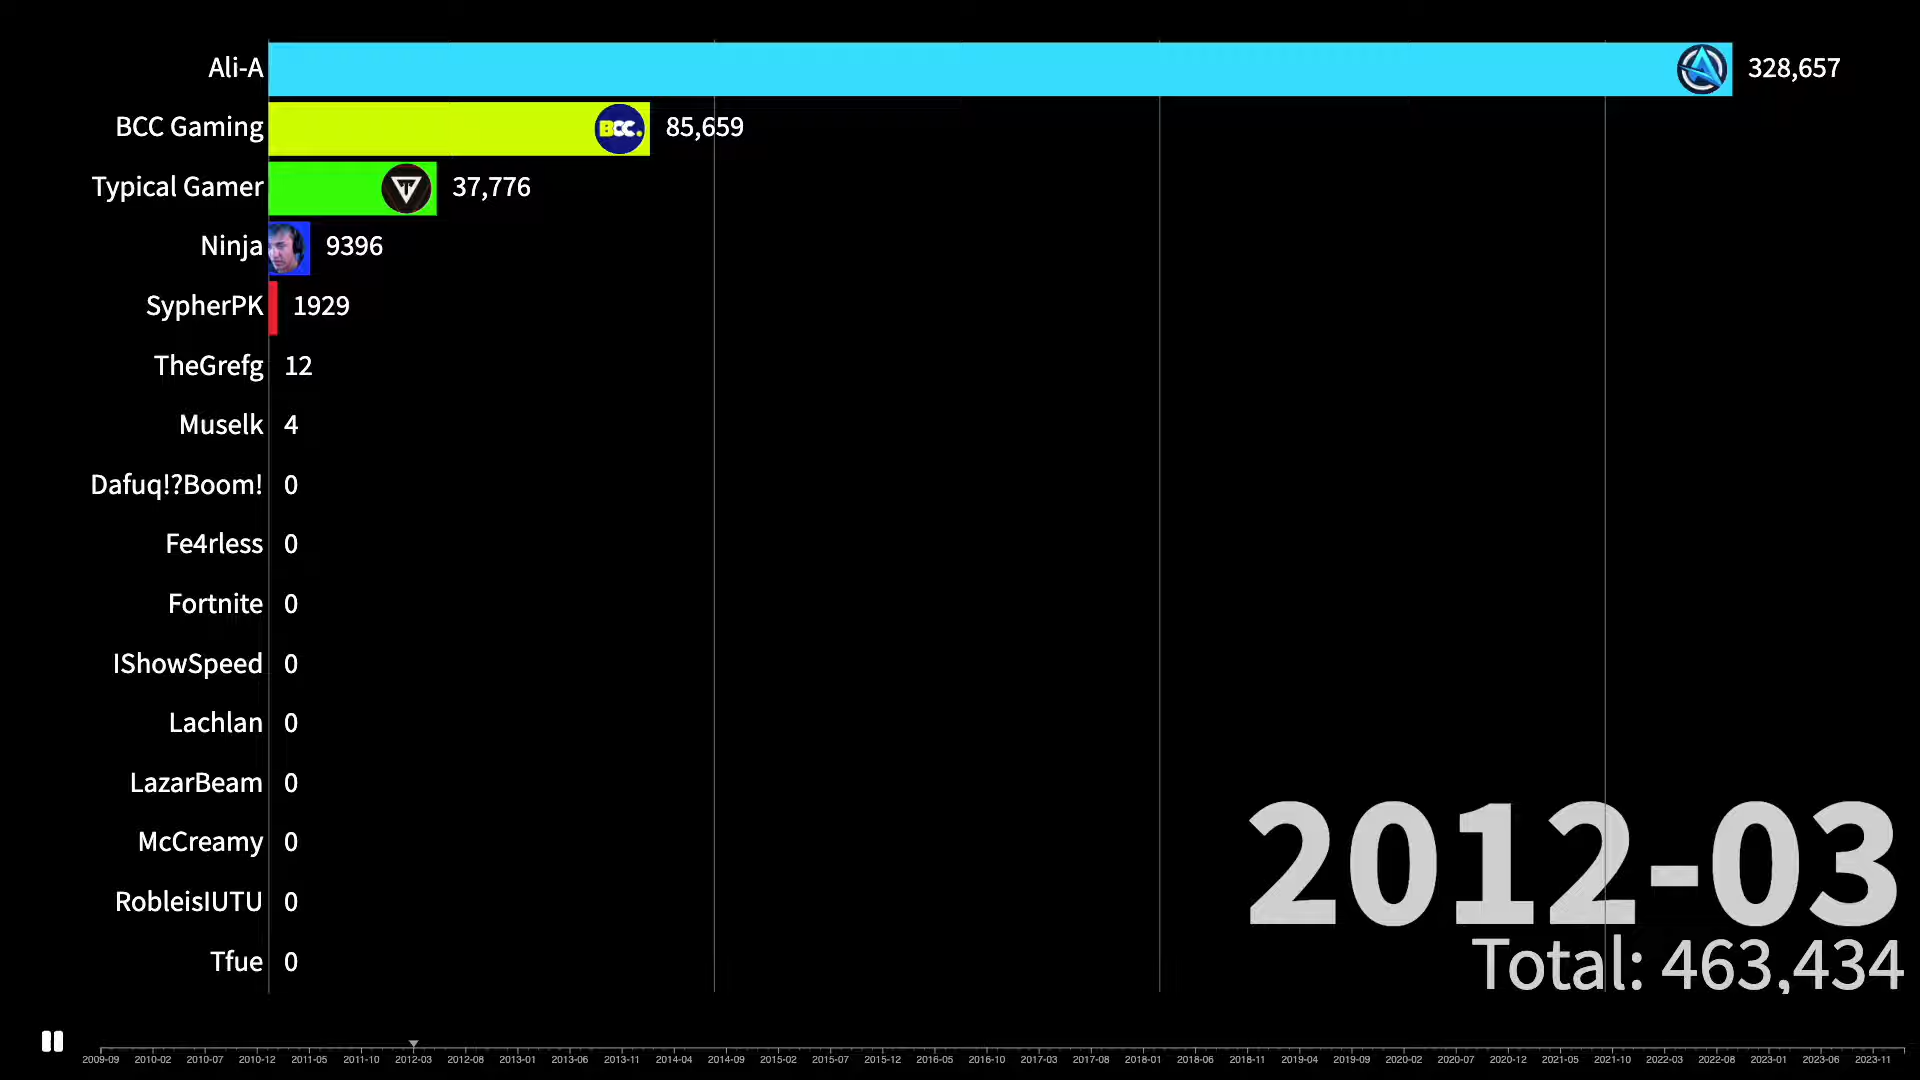 Ali-A 328,657
BCC Gaming BCC. 85,659
Typical Gamer T 37,776
Ninja 9396
SypherPK 1929
TheGrefg 12
Muselk 4
Dafuq!?Boom! 0
Fe4rless 0
Fortnite 0
IShowSpeed 0
Lachlan 0
LazarBeam 0
McCreamy 0
RobleisIUTU 0
Tfue 0
2012-03
Total: 463,434
2009-09 2010-02 2010-07 2010-12 2011-05 2011-10 2012-03 2012-08 2013-01 2013-06 2013-11 2014-04 2014-09 2015-02 2015-07 2015-12 2016-05 2016-10 2017-03 2017-08 2018-01 2018-06 2018-11 2019-04 2019-09 2020-02 2020-07 2020-12 2021-05 2021-10 2022-03 2022-08 2023-01 2023-06 2023-11